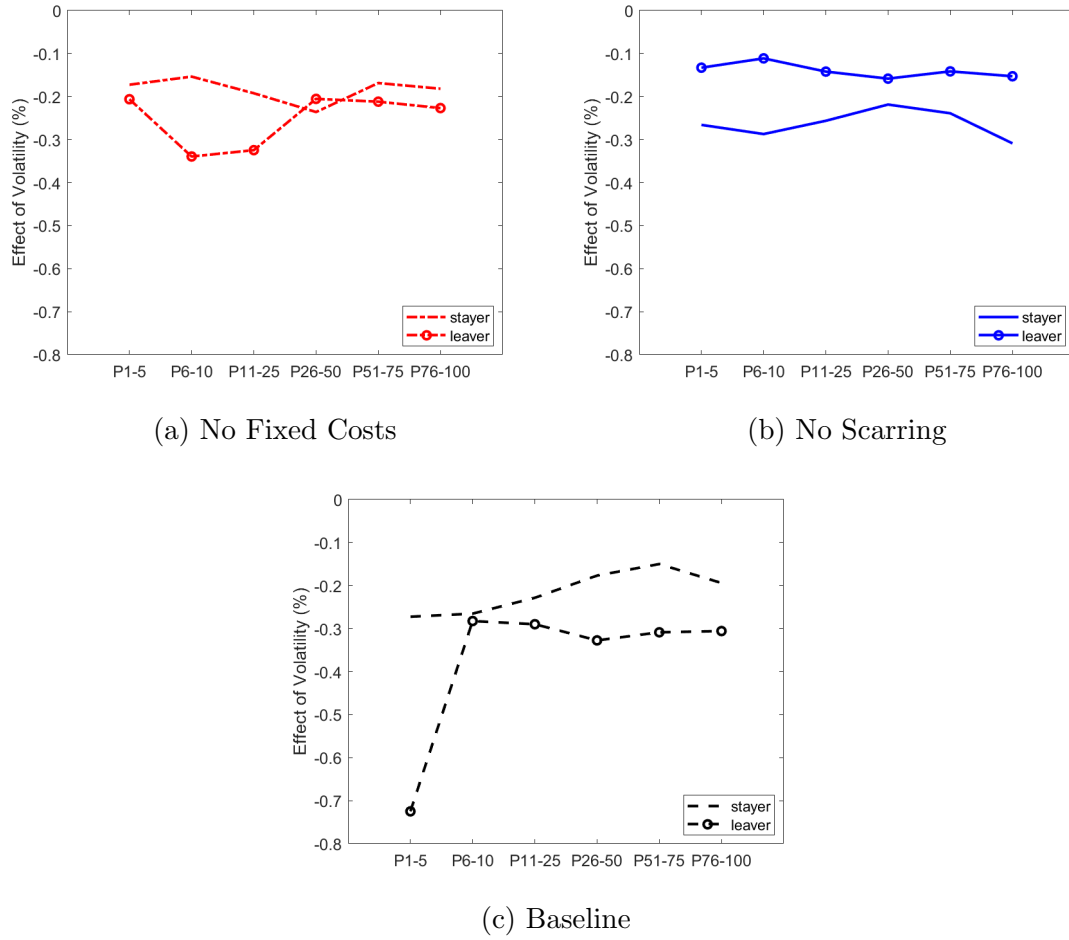 0
-0.1
-0.2
-0.3
-0.4
-0.5
-0.6
-0.7
-0.8
Effect of Volatility (%)
P1-5 P6-10 P11-25 P26-50 P51-75 P76-100
stayer
leaver
(a) No Fixed Costs
0
-0.1
-0.2
-0.3
-0.4
-0.5
-0.6
-0.7
-0.8
Effect of Volatility (%)
P1-5 P6-10 P11-25 P26-50 P51-75 P76-100
stayer
leaver
(b) No Scarring
0
-0.1
-0.2
-0.3
-0.4
-0.5
-0.6
-0.7
-0.8
Effect of Volatility (%)
P1-5 P6-10 P11-25 P26-50 P51-75 P76-100
stayer
leaver
(c) Baseline